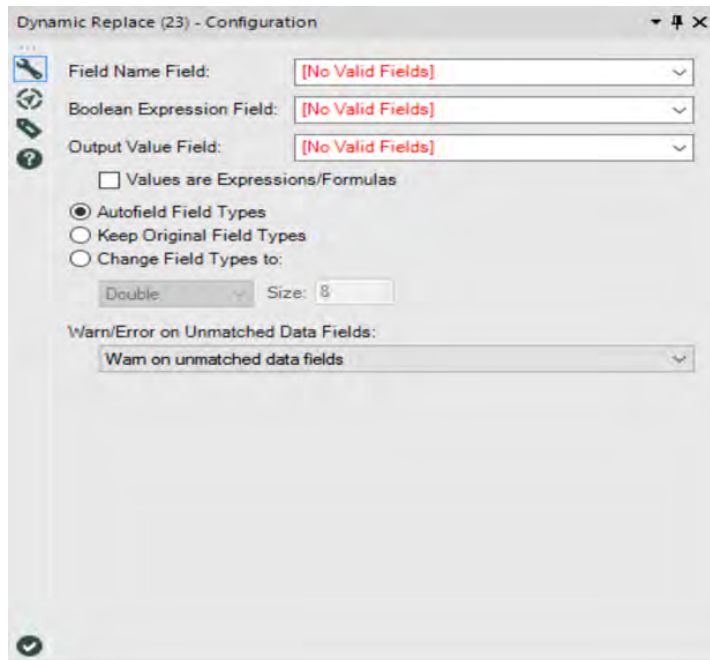 Dynamic Replace (23) - Configuration
Field Name Field: [No Valid Fields]
Boolean Expression Field: [No Valid Fields]
Output Value Field: [No Valid Fields]
Values are Expressions/Formulas
Autofield Field Types
Keep Original Field Types
Change Field Types to:
Double Size: 8
Warn/Error on Unmatched Data Fields:
Warn on unmatched data fields